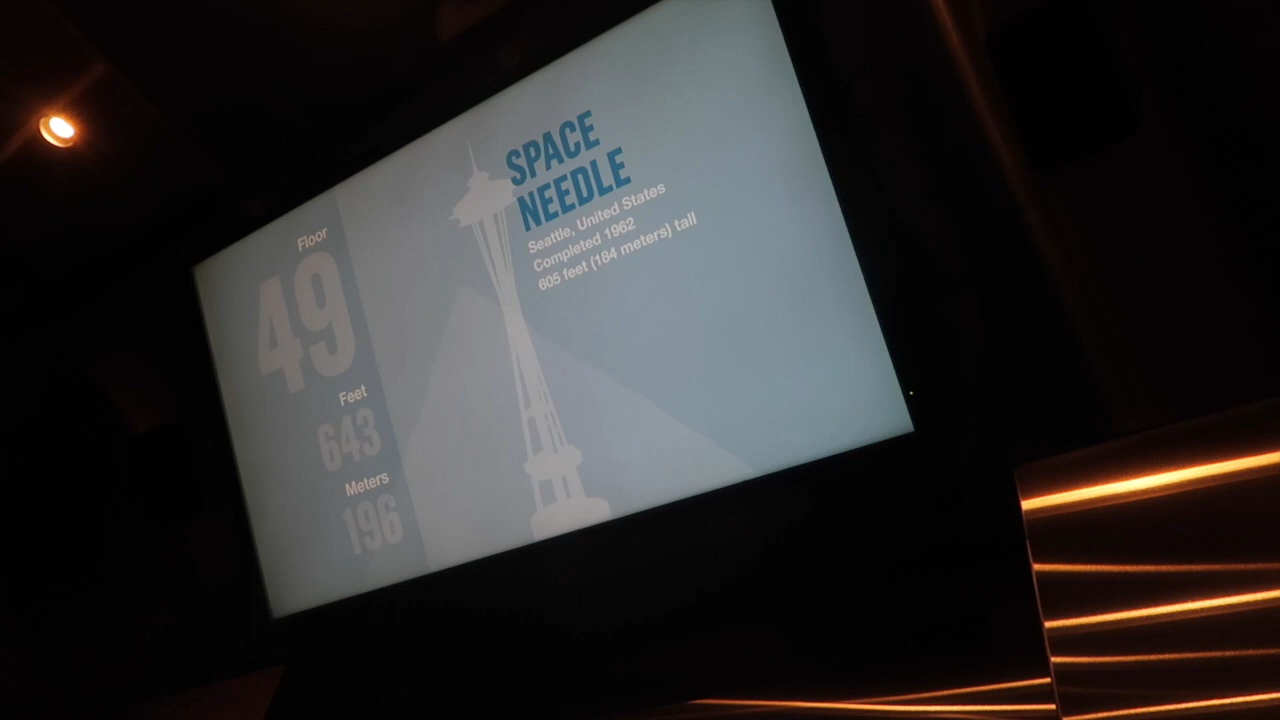 Floor
49
Feet
643
Meters
196
SPACE
NEEDLE
Seattle, United States
Completed 1962
605 feet (184 meters) tall